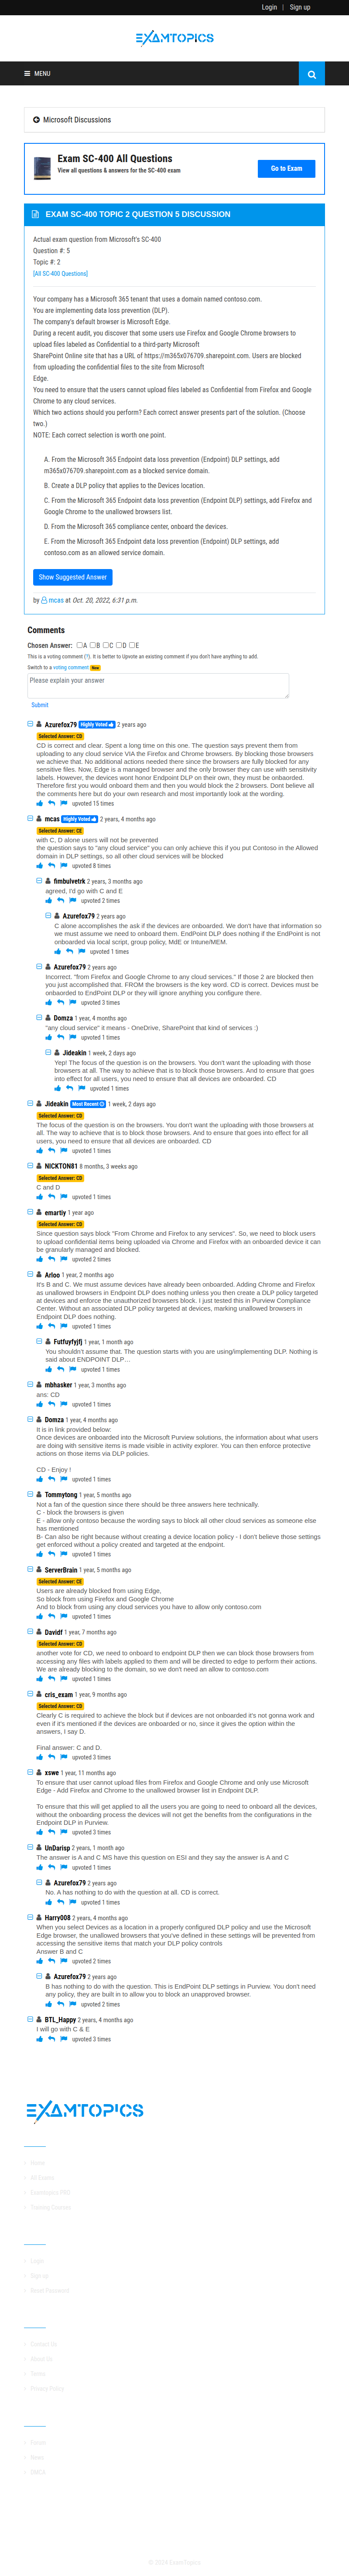 Login | Sign up
EXAMTOPICS
MENU
Microsoft Discussions
Exam SC-400 All Questions
View all questions & answers for the SC-400 exam
Go to Exam
EXAM SC-400 TOPIC 2 QUESTION 5 DISCUSSION
Actual exam question from Microsoft's SC-400
Question #: 5
Topic #: 2
[All SC-400 Questions]
Your company has a Microsoft 365 tenant that uses a domain named contoso.com.
You are implementing data loss prevention (DLP).
The company's default browser is Microsoft Edge.
During a recent audit, you discover that some users use Firefox and Google Chrome browsers to
upload files labeled as Confidential to a third-party Microsoft
SharePoint Online site that has a URL of https://m365x076709.sharepoint.com. Users are blocked
from uploading the confidential files to the site from Microsoft
Edge.
You need to ensure that the users cannot upload files labeled as Confidential from Firefox and Google
Chrome to any cloud services.
Which two actions should you perform? Each correct answer presents part of the solution. (Choose
two.)
NOTE: Each correct selection is worth one point.
A. From the Microsoft 365 Endpoint data loss prevention (Endpoint) DLP settings, add
m365x076709.sharepoint.com as a blocked service domain.
B. Create a DLP policy that applies to the Devices location.
C. From the Microsoft 365 Endpoint data loss prevention (Endpoint DLP) settings, add Firefox and
Google Chrome to the unallowed browsers list.
D. From the Microsoft 365 compliance center, onboard the devices.
E. From the Microsoft 365 Endpoint data loss prevention (Endpoint) DLP settings, add
contoso.com as an allowed service domain.
Show Suggested Answer
by mcas at Oct. 20, 2022, 6:31 p.m.
Comments
Chosen Answer: A B C D E
This is a voting comment (?). It is better to Upvote an existing comment if you don't have anything to add.
Switch to a voting comment New
Please explain your answer
Submit
Azurefox79 Highly Voted 2 years ago
Selected Answer: CD
CD is correct and clear. Spent a long time on this one. The question says prevent them from
uploading to any cloud service VIA the Firefox and Chrome browsers. By blocking those browsers
we achieve that. No additional actions needed there since the browsers are fully blocked for any
sensitive files. Now, Edge is a managed browser and the only browser they can use with sensitivity
labels. However, the devices wont honor Endpoint DLP on their own, they must be onboarded.
Therefore first you would block the 2 browsers and then you would onboard the devices. Dont believe all
the comments here but do your own research and most importantly look at the wording.
upvoted 15 times
mcas Highly Voted 2 years, 4 months ago
Selected Answer: CE
with C, D alone users will not be prevented
the question says to "any cloud service" you can only achieve this if you put Contoso in the Allowed
domain in DLP settings, so all other cloud services will be blocked
upvoted 8 times
fimbulvetrk 2 years, 3 months ago
agreed, I'd go with C and E
upvoted 2 times
Azurefox79 2 years ago
C alone accomplishes the ask if the devices are onboarded. We don't have that information so
we must assume we need to onboard them. EndPoint DLP does nothing if the EndPoint is not
onboarded via local script, group policy, MdE or Intune/MEM.
upvoted 1 times
Azurefox79 2 years ago
Incorrect. "from Firefox and Google Chrome to any cloud services." If those 2 are blocked then
you just accomplished that. FROM the browsers is the key word. CD is correct. Devices must be
onbaorded to EndPoint DLP or they will ignore anything you configure there.
upvoted 3 times
Domza 1 year, 4 months ago
"any cloud service" it means - OneDrive, SharePoint that kind of services :)
upvoted 1 times
Jideakin 1 week, 2 days ago
Yep! The focus of the question is on the browsers. You don't want the uploading with those
browsers at all. The way to achieve that is to block those browsers. And to ensure that goes
into effect for all users, you need to ensure that all devices are onboarded. CD
upvoted 1 times
Jideakin Most Recent 1 week, 2 days ago
Selected Answer: CD
The focus of the question is on the browsers. You don't want the uploading with those browsers at
all. The way to achieve that is to block those browsers. And to ensure that goes into effect for all
users, you need to ensure that all devices are onboarded. CD
upvoted 1 times
NICKTON81 8 months, 3 weeks ago
Selected Answer: CD
C and D
upvoted 1 times
emartiy 1 year ago
Selected Answer: CD
Since question says block "From Chrome and Firefox to any services". So, we need to block users
to upload confidential items being uploaded via Chrome and Firefox with an onboarded device it can
be granularly managed and blocked.
upvoted 2 times
Arloo 1 year, 2 months ago
It's B and C. We must assume devices have already been onboarded. Adding Chrome and Firefox
as unallowed browsers in Endpoint DLP does nothing unless you then create a DLP policy targeted
at devices and enforce the unauthorized browsers block. I just tested this in Purview Compliance
Center. Without an associated DLP policy targeted at devices, marking unallowed browsers in
Endpoint DLP does nothing.
upvoted 1 times
Futfuyfyjfj 1 year, 1 month ago
You shouldn't assume that. The question starts with you are using/implementing DLP. Nothing is
said about ENDPOINT DLP…
upvoted 1 times
mbhasker 1 year, 3 months ago
ans: CD
upvoted 1 times
Domza 1 year, 4 months ago
It is in link provided below:
Once devices are onboarded into the Microsoft Purview solutions, the information about what users
are doing with sensitive items is made visible in activity explorer. You can then enforce protective
actions on those items via DLP policies.
CD - Enjoy !
upvoted 1 times
Tommytong 1 year, 5 months ago
Not a fan of the question since there should be three answers here technically.
C - block the browsers is given
E - allow only contoso because the wording says to block all other cloud services as someone else
has mentioned
B- Can also be right because without creating a device location policy - I don't believe those settings
get enforced without a policy created and targeted at the endpoint.
upvoted 1 times
ServerBrain 1 year, 5 months ago
Selected Answer: CE
Users are already blocked from using Edge,
So block using Firefox and Google Chrome
And to block from using any cloud services you have to allow only contoso.com
upvoted 1 times
Davidf 1 year, 7 months ago
Selected Answer: CD
another vote for CD, we need to onboard to endpoint DLP then we can block those browsers from
accessing any files with labels applied to them and will be directed to edge to perform their actions.
We are already blocking to the domain, so we don't need an allow to contoso.com
upvoted 1 times
cris_exam 1 year, 9 months ago
Selected Answer: CD
Clearly C is required to achieve the block but if devices are not onboarded it's not gonna work and
even if it's mentioned if the devices are onboarded or no, since it gives the option within the
answers, I say D.
Final answer: C and D.
upvoted 3 times
xswe 1 year, 11 months ago
To ensure that user cannot upload files from Firefox and Google Chrome and only use Microsoft
Edge - Add Firefox and Chrome to the unallowed browser list in Endpoint DLP.
To ensure that this will get applied to all the users you are going to need to onboard all the devices,
without the onboarding process the devices will not get the benefits from the configurations in the
Endpoint DLP in Purview.
upvoted 3 times
UnDarisp 2 years, 1 month ago
The answer is A and C MS have this question on ESI and they say the answer is A and C
upvoted 1 times
Azurefox79 2 years ago
No. A has nothing to do with the question at all. CD is correct.
upvoted 1 times
Harry008 2 years, 4 months ago
When you select Devices as a location in a properly configured DLP policy and use the Microsoft
Edge browser, the unallowed browsers that you've defined in these settings will be prevented from
accessing the sensitive items that match your DLP policy controls
Answer B and C
upvoted 2 times
Azurefox79 2 years ago
B has nothing to do with the question. This is EndPoint DLP settings in Purview. You don't need
any policy, they are built in to allow you to block an unapproved browser.
upvoted 2 times
BTL_Happy 2 years, 4 months ago
I will go with C & E
upvoted 3 times
EXAMTOPICS
Home
All Exams
Examtopics PRO
Training Courses
Login
Sign up
Reset Password
Contact Us
About Us
Terms
Privacy Policy
Forum
News
DMCA
© 2024 ExamTopics